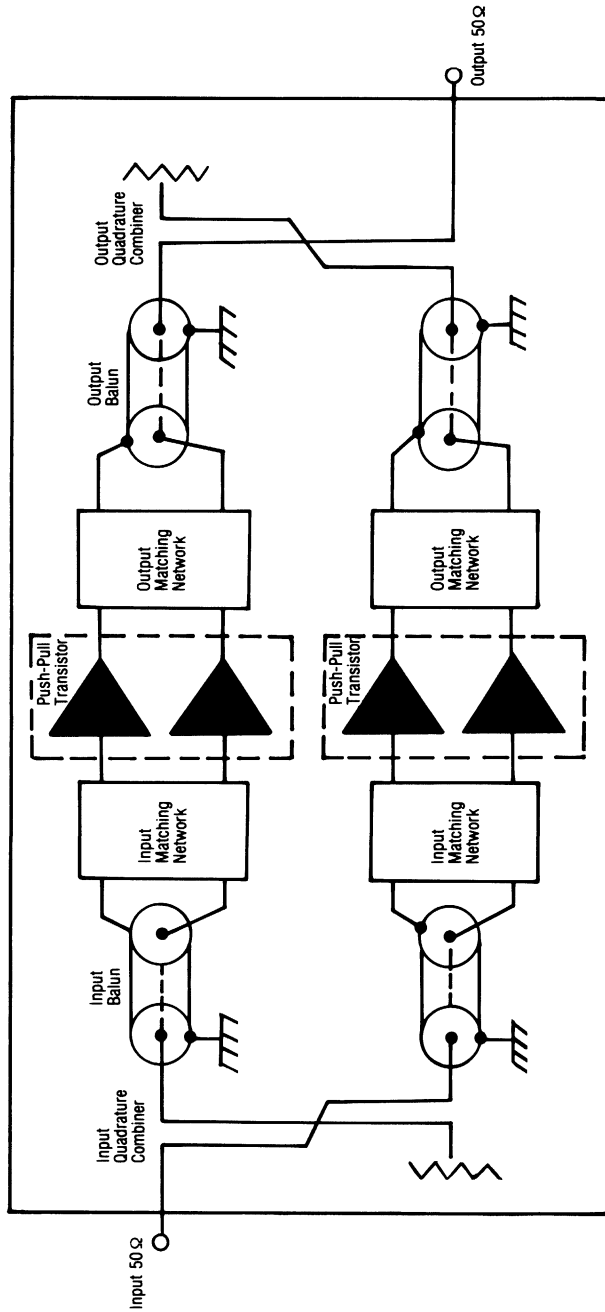 Input 50Ω
Input
Quadrature
Combiner
Input
Balun
Input
Matching
Network
Push-Pull
Transistor
Output
Matching
Network
Output
Balun
Output
Quadrature
Combiner
Input
Matching
Network
Push-Pull
Transistor
Output
Matching
Network
Output 50Ω